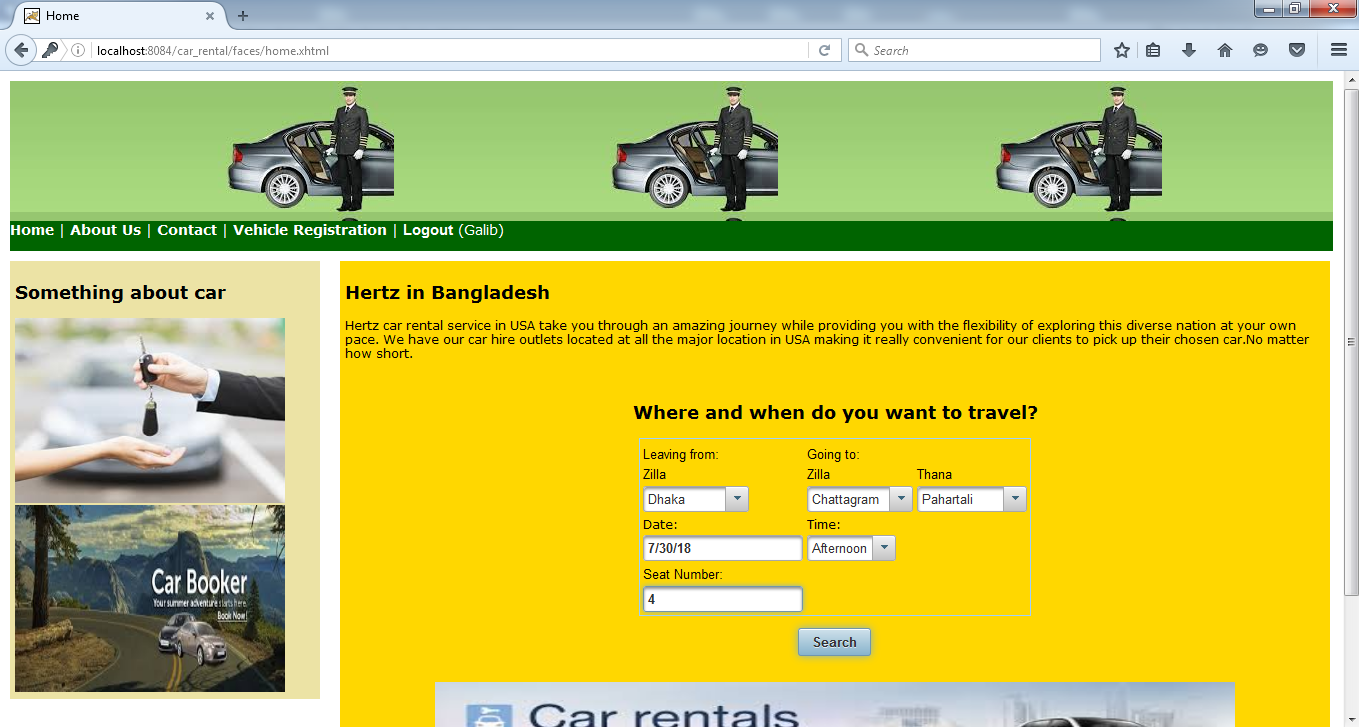 Home
localhost:8084/car_rental/faces/home.xhtml
Search
Home | About Us | Contact | Vehicle Registration | Logout (Galib)
Something about car
Car Booker
Your summer adventure starts here.
Book Now!
Hertz in Bangladesh
Hertz car rental service in USA take you through an amazing journey while providing you with the flexibility of exploring this diverse nation at your own
pace. We have our car hire outlets located at all the major location in USA making it really convenient for our clients to pick up their chosen car.No matter
how short.
Where and when do you want to travel?
Leaving from: Going to:
Zilla Zilla Thana
Dhaka Chattagram Pahartali
Date: Time:
7/30/18 Afternoon
Seat Number:
4
Search
Car rentals